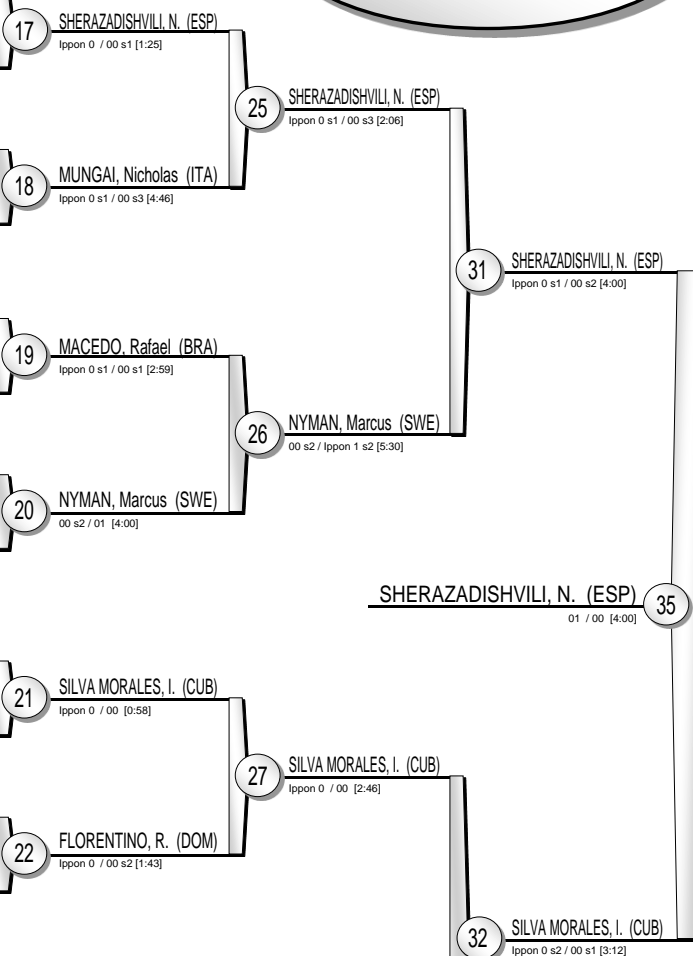 17
SHERAZADISHVILI, N. (ESP)
Ippon 0 / 00 s1 [1:25]
25
SHERAZADISHVILI, N. (ESP)
Ippon 0 s1 / 00 s3 [2:06]
18
MUNGAI, Nicholas (ITA)
Ippon 0 s1 / 00 s3 [4:46]
31
SHERAZADISHVILI, N. (ESP)
Ippon 0 s1 / 00 s2 [4:00]
19
MACEDO, Rafael (BRA)
Ippon 0 s1 / 00 s1 [2:59]
26
NYMAN, Marcus (SWE)
00 s2 / Ippon 1 s2 [5:30]
20
NYMAN, Marcus (SWE)
00 s2 / 01 [4:00]
SHERAZADISHVILI, N. (ESP)
35
01 / 00 [4:00]
21
SILVA MORALES, I. (CUB)
Ippon 0 / 00 [0:58]
27
SILVA MORALES, I. (CUB)
Ippon 0 / 00 [2:46]
22
FLORENTINO, R. (DOM)
Ippon 0 / 00 s2 [1:43]
32
SILVA MORALES, I. (CUB)
Ippon 0 s2 / 00 s1 [3:12]